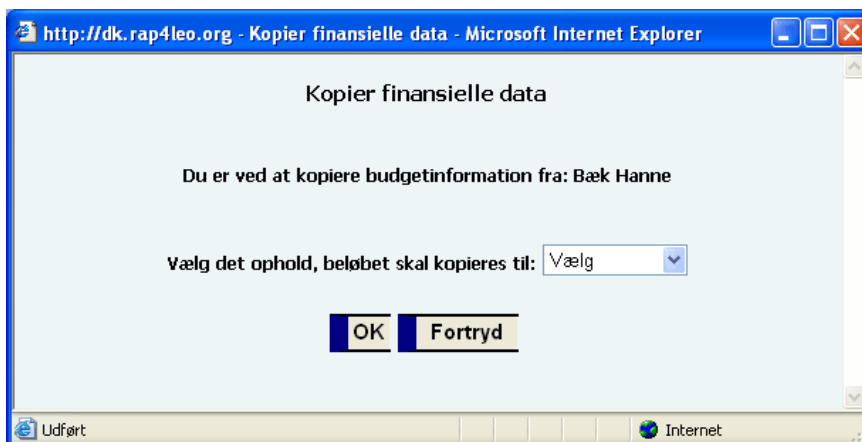 http://dk.rap4leo.org - Kopier finansielle data - Microsoft Internet Explorer
Kopier finansielle data
Du er ved at kopiere budgetinformation fra: Bæk Hanne
Vælg det ophold, beløbet skal kopieres til: Vælg
OK Fortryd
Udført Internet